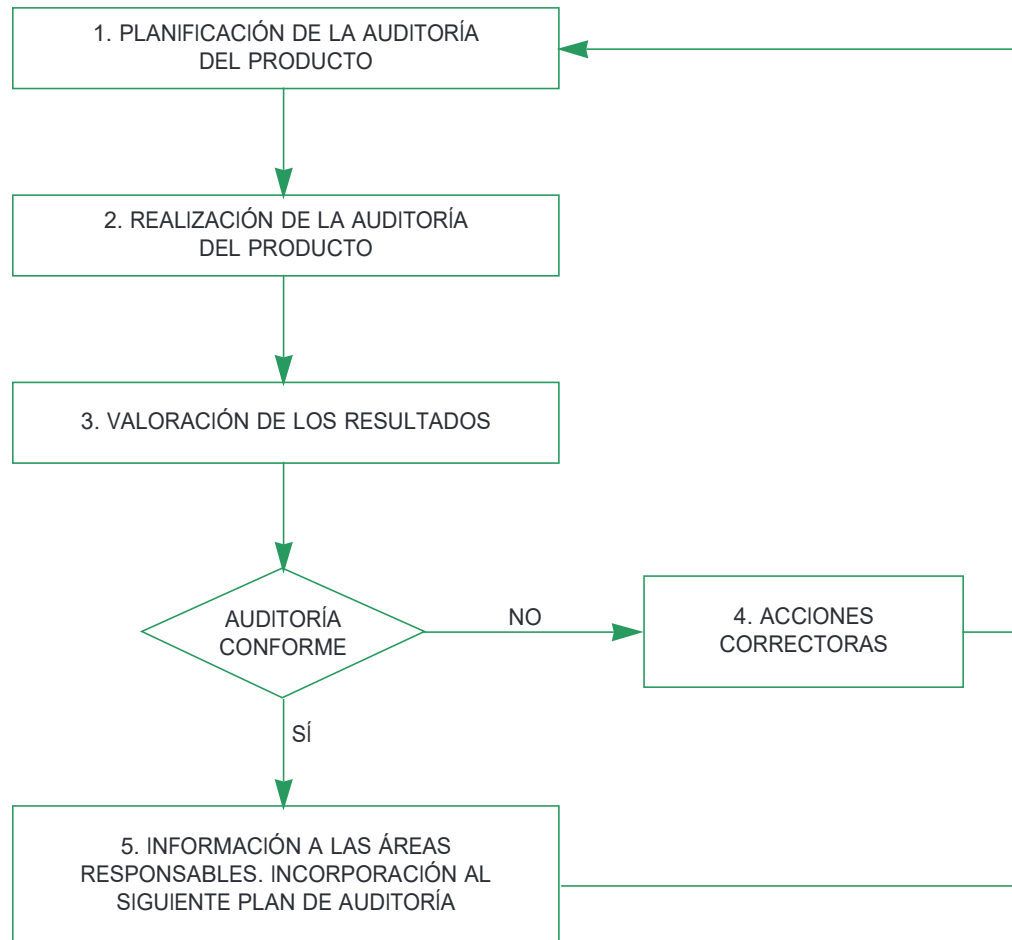 1. PLANIFICACIÓN DE LA AUDITORÍA
DEL PRODUCTO
2. REALIZACIÓN DE LA AUDITORÍA
DEL PRODUCTO
3. VALORACIÓN DE LOS RESULTADOS
AUDITORÍA
CONFORME
NO
4. ACCIONES
CORRECTORAS
SÍ
5. INFORMACIÓN A LAS ÁREAS
RESPONSABLES. INCORPORACIÓN AL
SIGUIENTE PLAN DE AUDITORÍA